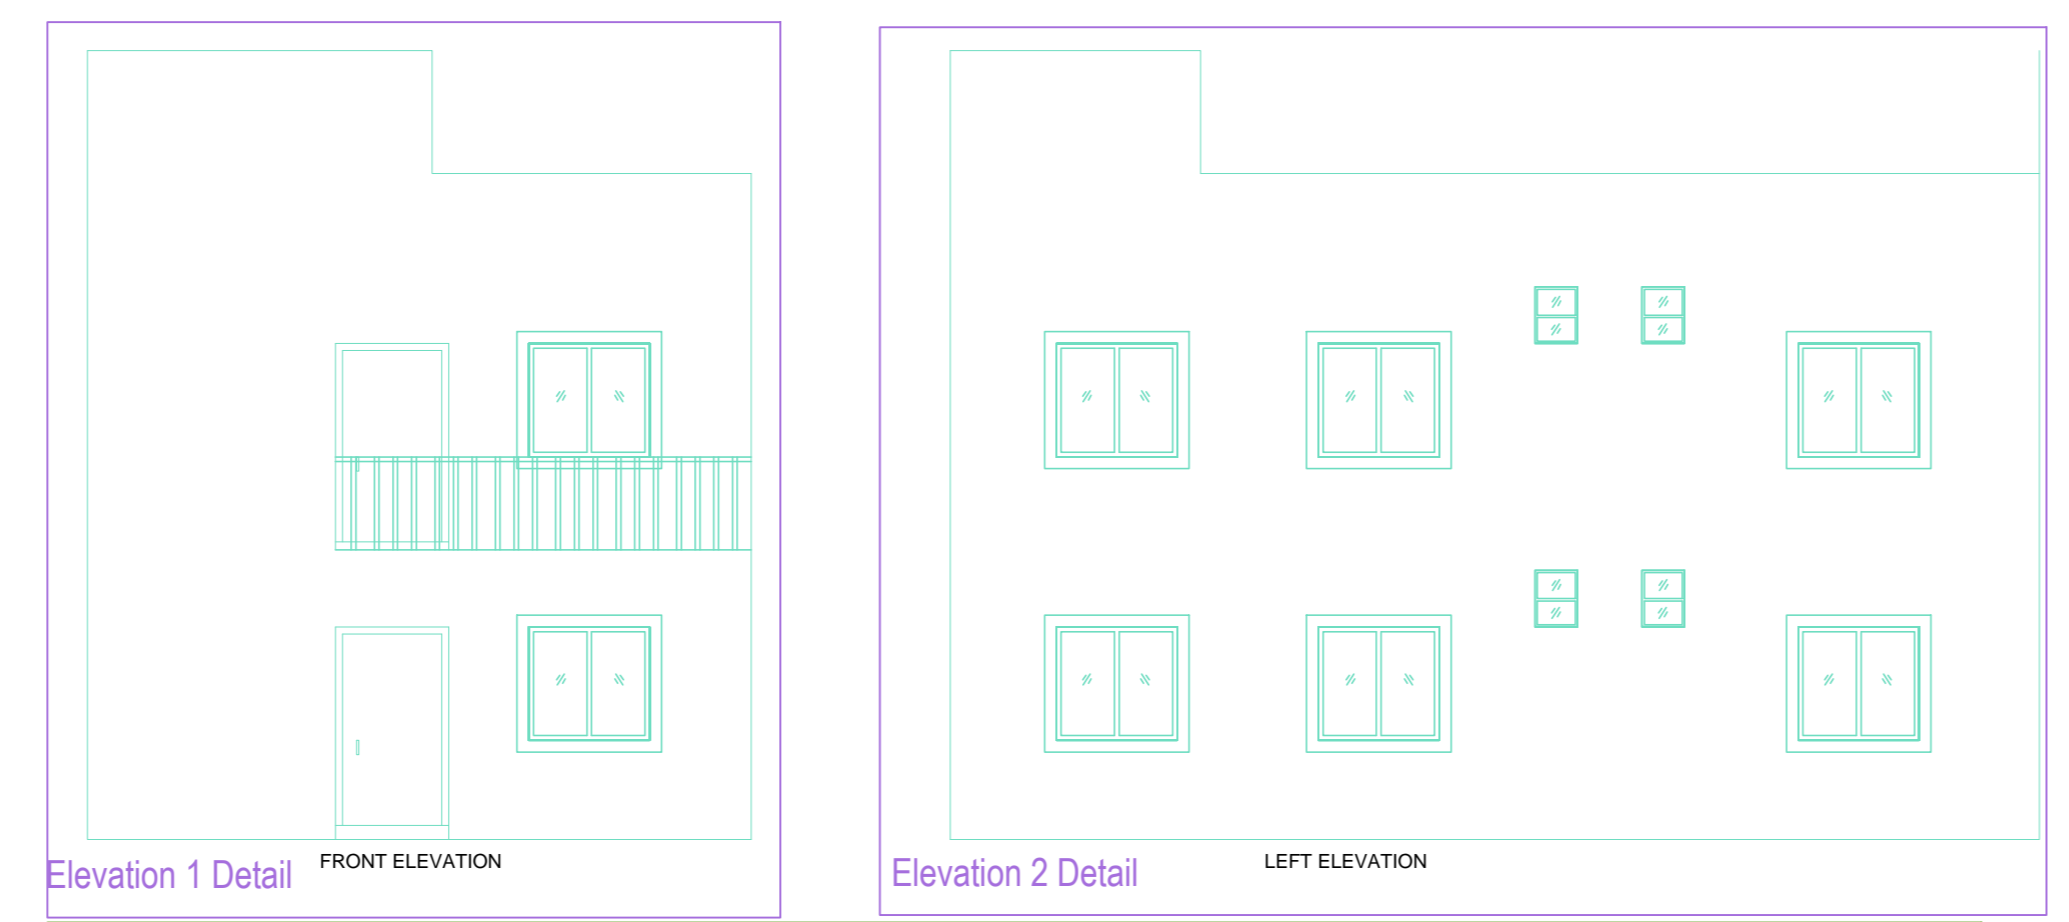 FRONT ELEVATION
Elevation 1 Detail
LEFT ELEVATION
Elevation 2 Detail